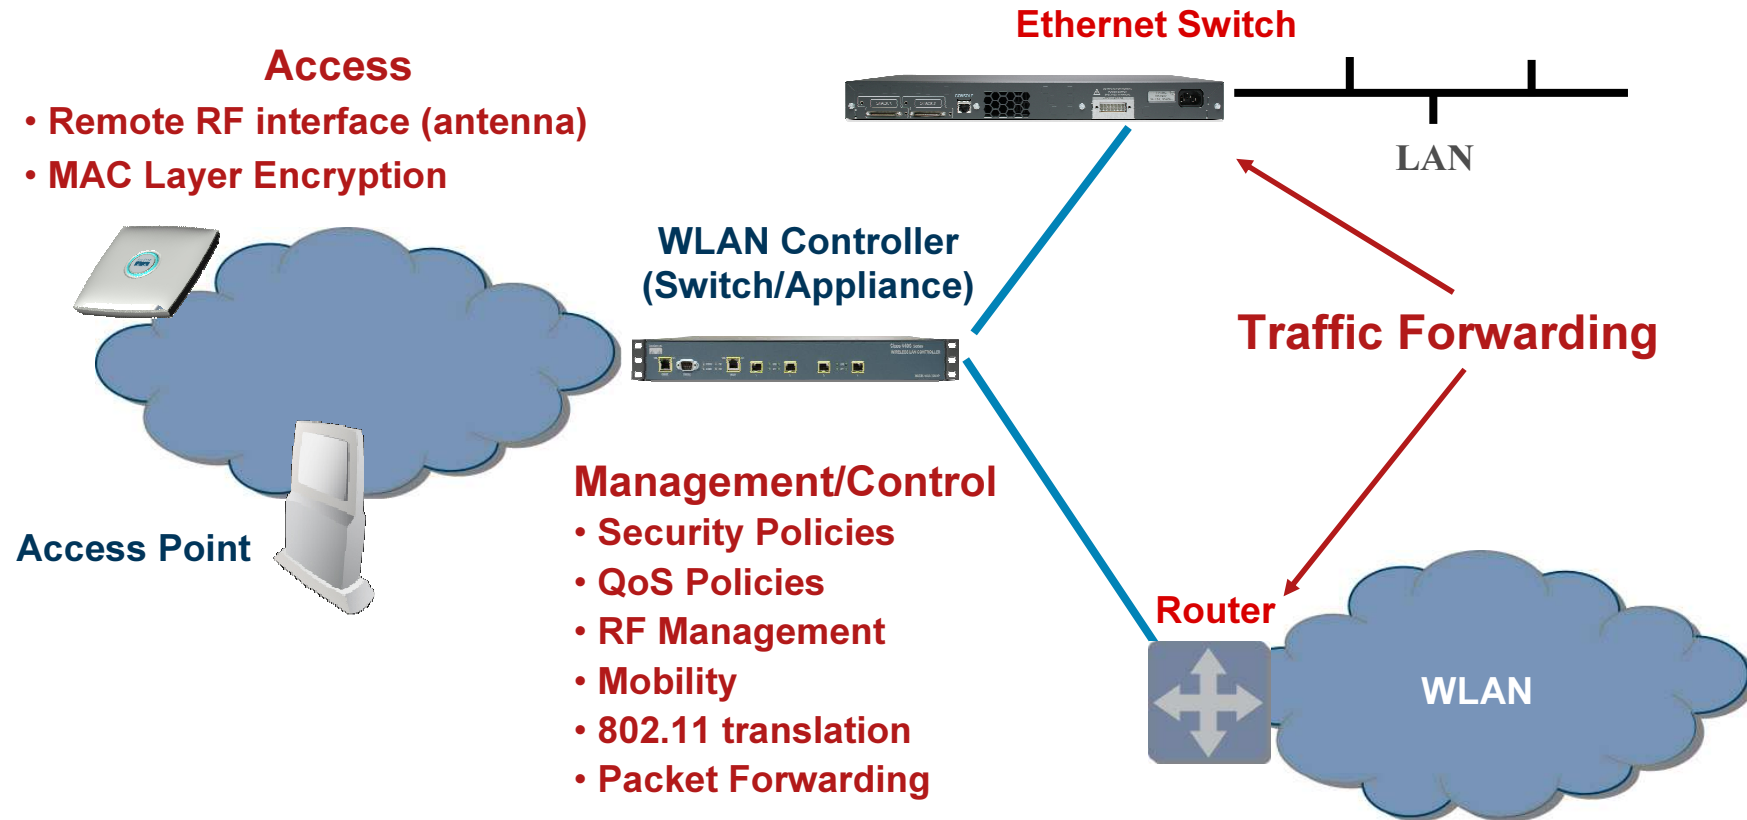 Ethernet Switch
Access
• Remote RF interface (antenna)
• MAC Layer Encryption
LAN
WLAN Controller
(Switch/Appliance)
Traffic Forwarding
Management/Control
• Security Policies
• QoS Policies
• RF Management
• Mobility
• 802.11 translation
• Packet Forwarding
Access Point
Router
WLAN